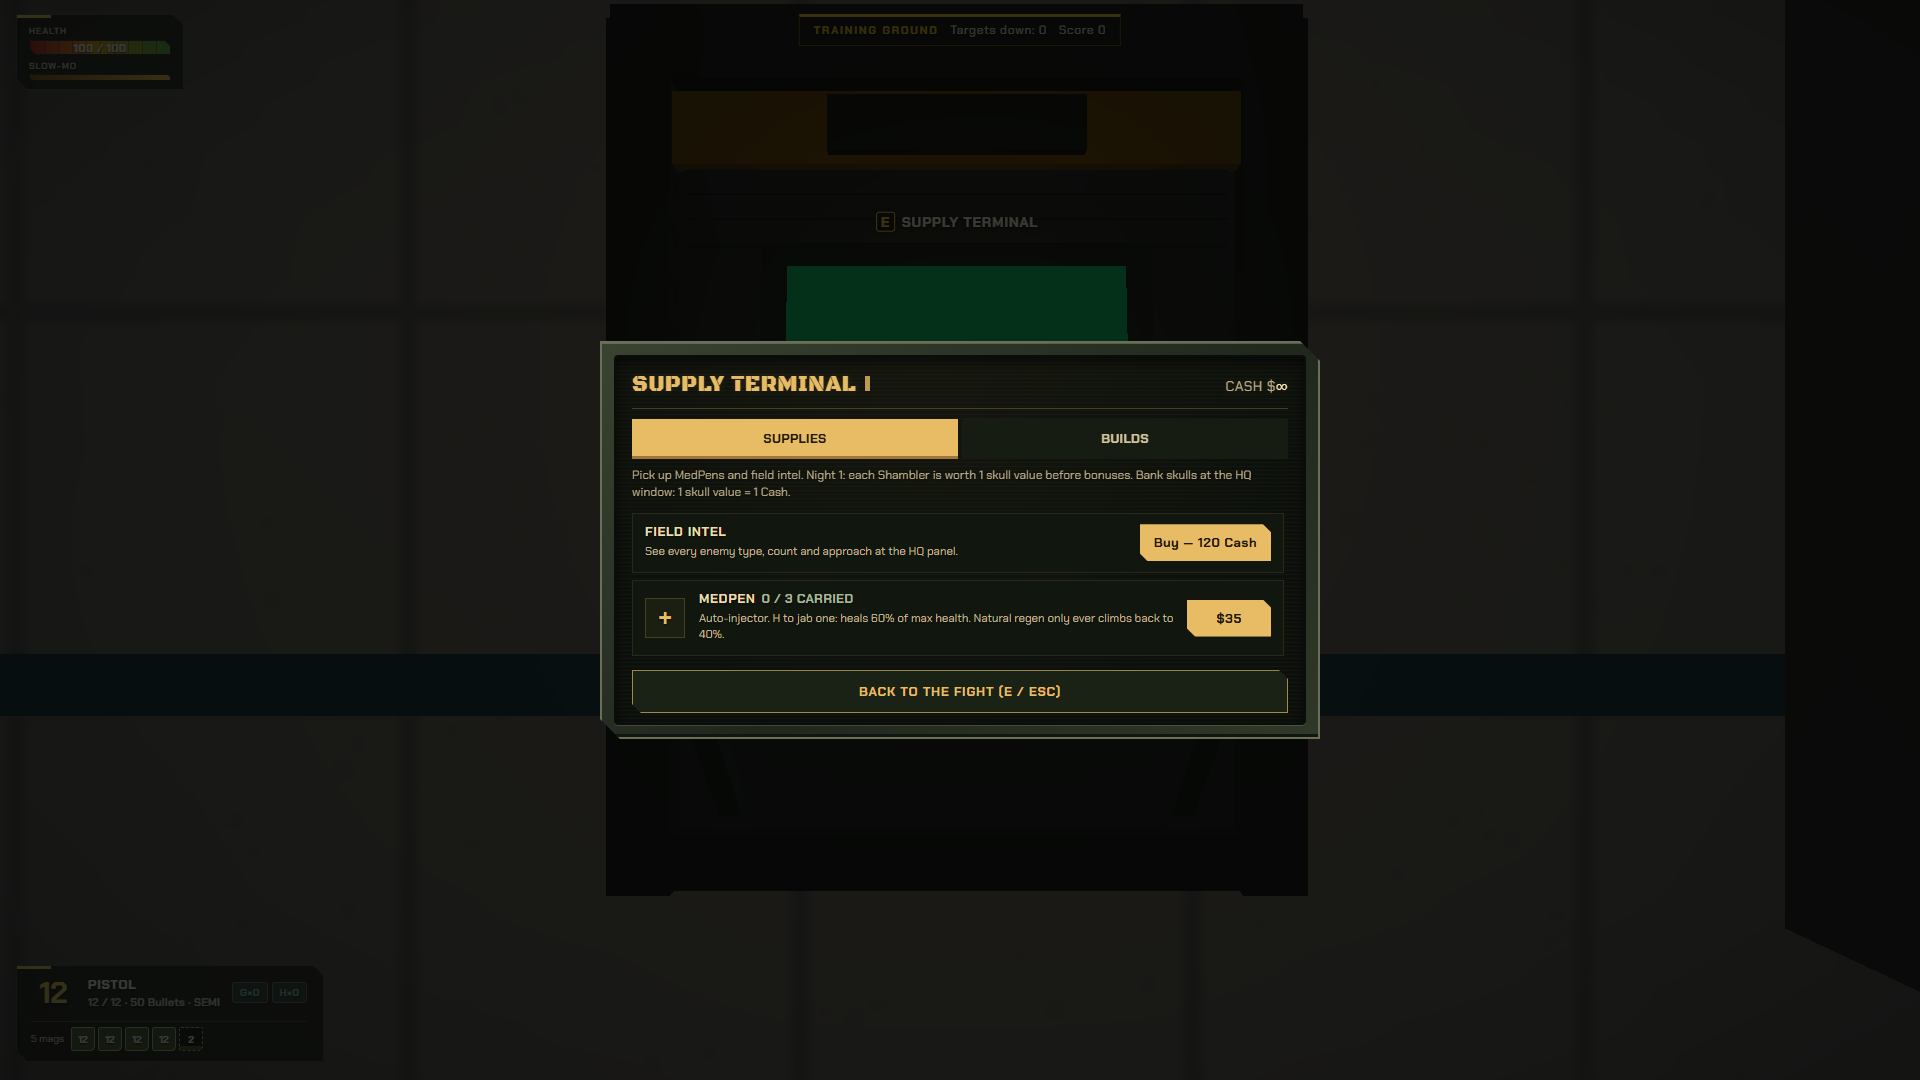 HEALTH
100 / 100
SLOW-MO
TRAINING GROUND Targets down: 0 Score 0
E SUPPLY TERMINAL
SUPPLY TERMINAL
CASH $∞
SUPPLIES
BUILDS
Pick up MedPens and field intel. Night 1: each Shambler is worth 1 skull value before bonuses. Bank skulls at the HQ
window: 1 skull value = 1 Cash.
FIELD INTEL
See every enemy type, count and approach at the HQ panel.
Buy — 120 Cash
+
MEDPEN 0 / 3 CARRIED
Auto-injector. H to jab one: heals 60% of max health. Natural regen only ever climbs back to
40%.
$35
BACK TO THE FIGHT (E / ESC)
12
PISTOL
12 / 12 · 50 Bullets · SEMI
G×0 H×0
5 mags 12 12 12 12 2